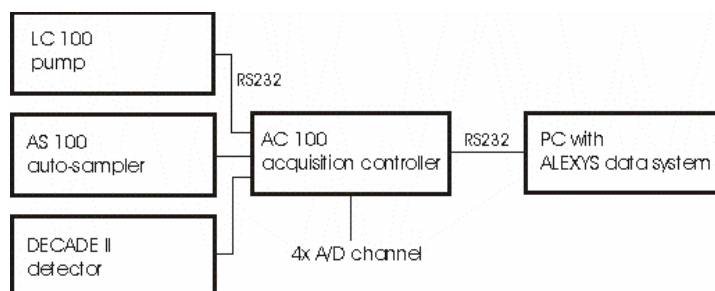 LC 100
pump
RS232
AS 100
auto-sampler
AC 100
acquisition controller
RS232
PC with
ALEXYS data system
DECADE II
detector
4x A/D channel